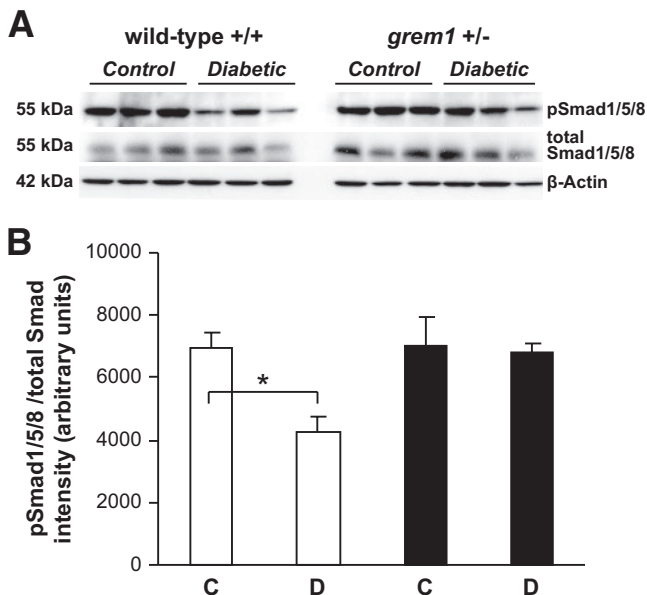 A
wild-type +/+ grem1 +/-
Control Diabetic Control Diabetic
55 kDa pSmad1/5/8
55 kDa total
Smad1/5/8
42 kDa β-Actin
B
pSmad1/5/8 /total Smad
intensity (arbitrary units)
10000
8000
6000
4000
2000
0
*
C D C D